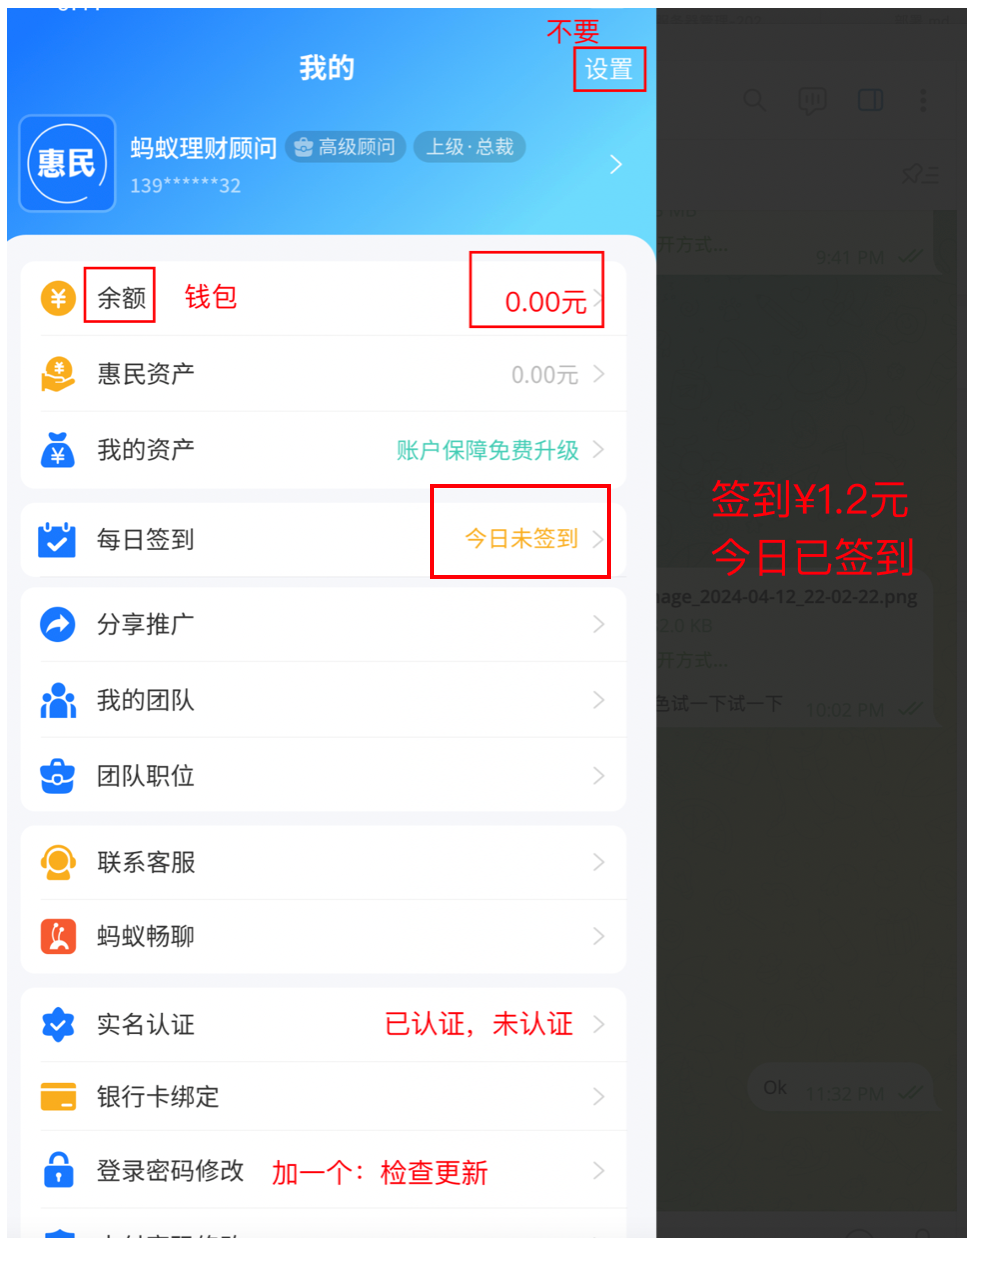 不要
我的
设置
惠民
蚂蚁理财顾问
高级顾问
上级·总裁
139******32
余额
钱包
0.00元
惠民资产
0.00元
我的资产
账户保障免费升级
每日签到
今日未签到
签到¥1.2元
今日已签到
分享推广
我的团队
团队职位
联系客服
蚂蚁畅聊
实名认证
已认证，未认证
银行卡绑定
登录密码修改
加一个：检查更新
开方式...
9:41 PM
age_2024-04-12_22-02-22.png
2.0 KB
开方式...
试一下试一下
10:02 PM
Ok
11:32 PM